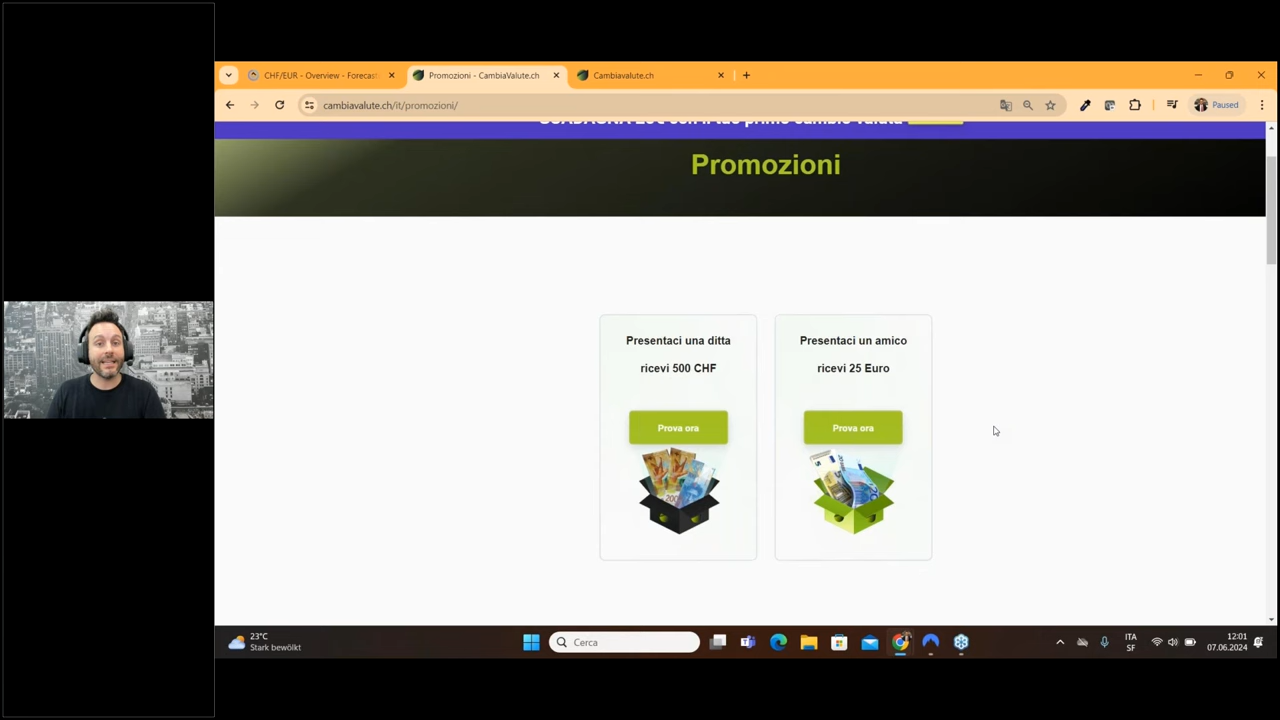 CHF/EUR - Overview - Forecast
Promozioni - CambiaValute.ch
Cambiavalute.ch
cambiavalute.ch/it/promozioni/
Paused
Promozioni
Presentaci una ditta
ricevi 500 CHF
Prova ora
Presentaci un amico
ricevi 25 Euro
Prova ora
23°C
Stark bewölkt
Cerca
ITA
SF
12:01
07.06.2024